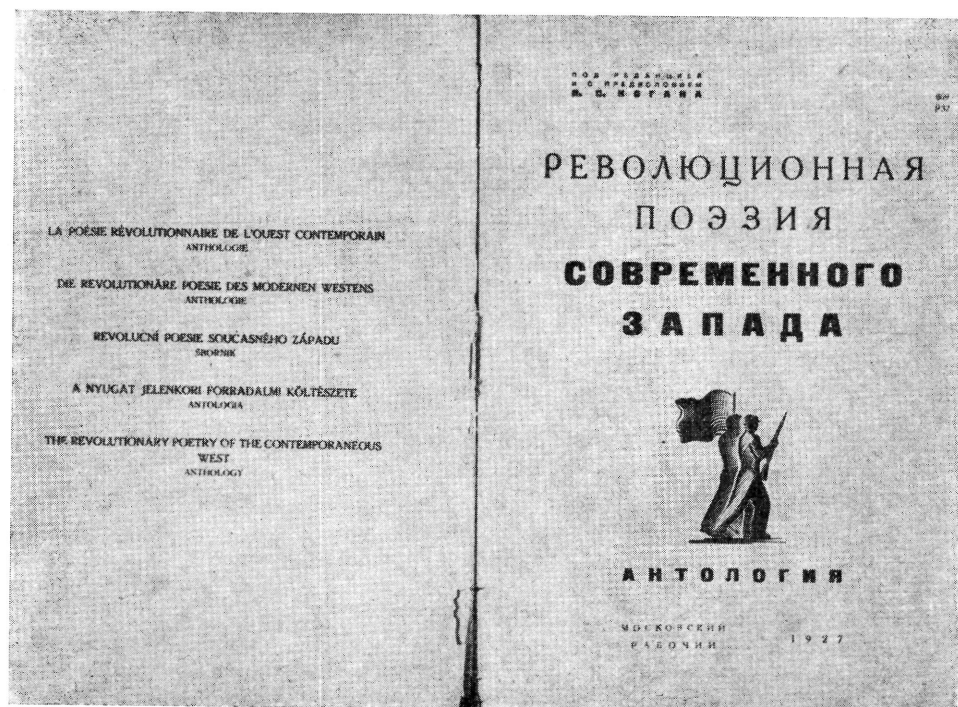 LA POÉSIE RÉVOLUTIONNAIRE DE L'OUEST CONTEMPORAIN
ANTHOLOGIE
DIE REVOLUTIONÄRE POESIE DES MODERNEN WESTENS
ANTHOLOGIE
REVOLUCNÍ POESIE SOUČASNÉHO ZÁPADU
SBORNIK
A NYUGAT JELENKORI FORRADALMI KÖLTÉSZETE
ANTOLOGIA
THE REVOLUTIONARY POETRY OF THE CONTEMPORANEOUS
WEST
ANTHOLOGY
ПОД РЕДАКЦИЕЙ
И С ПРЕДИСЛОВИЕМ
П. С. КОГАНА
РЕВОЛЮЦИОННАЯ
ПОЭЗИЯ
СОВРЕМЕННОГО
ЗАПАДА
АНТОЛОГИЯ
МОСКОВСКИЙ
РАБОЧИЙ
1927